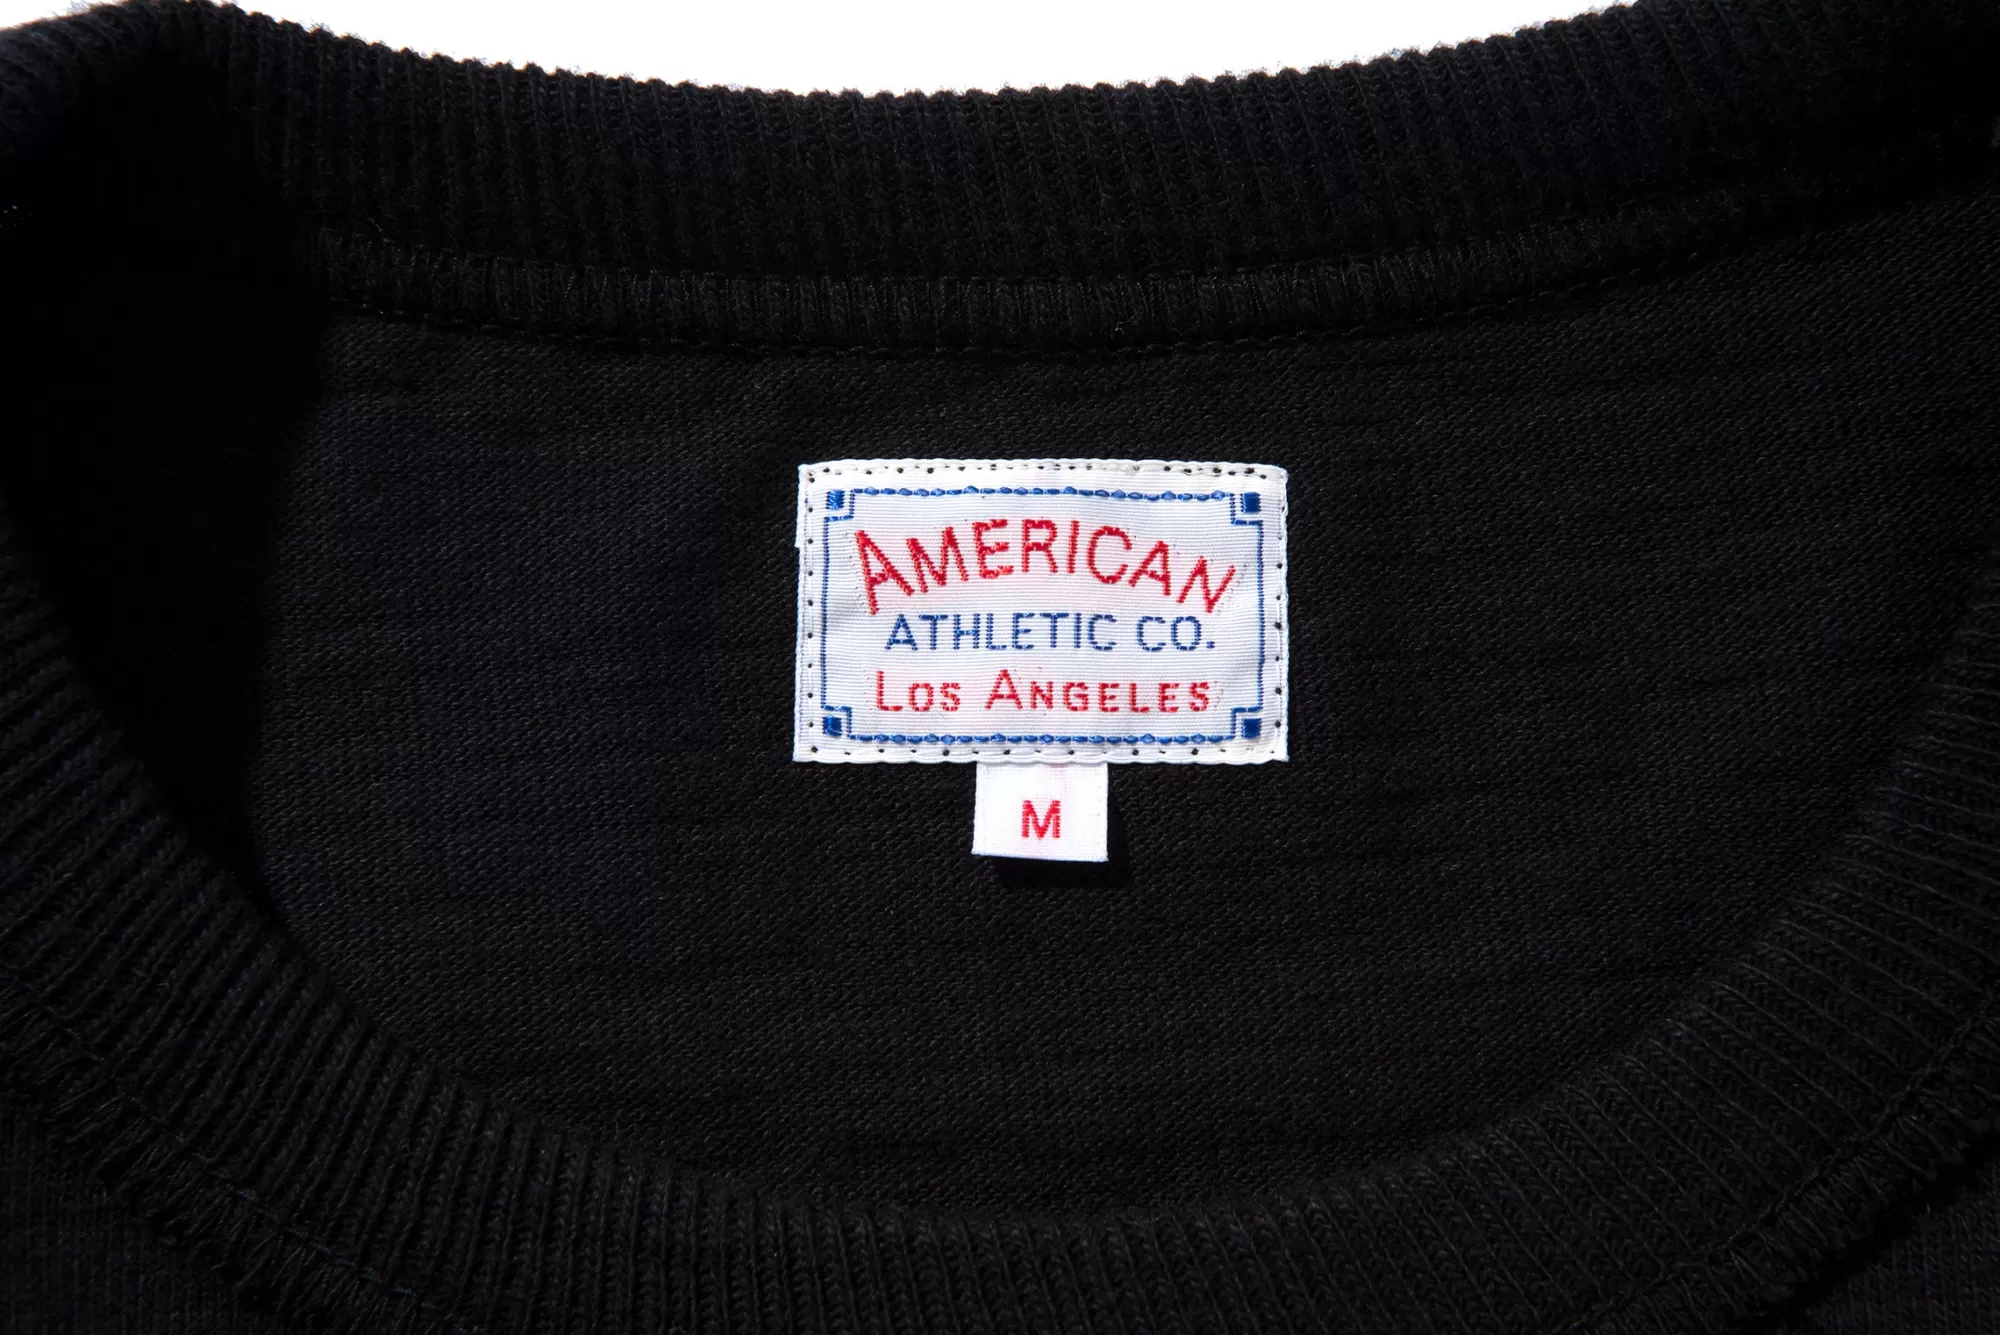 AMERICAN
ATHLETIC CO.
LOS ANGELES
M